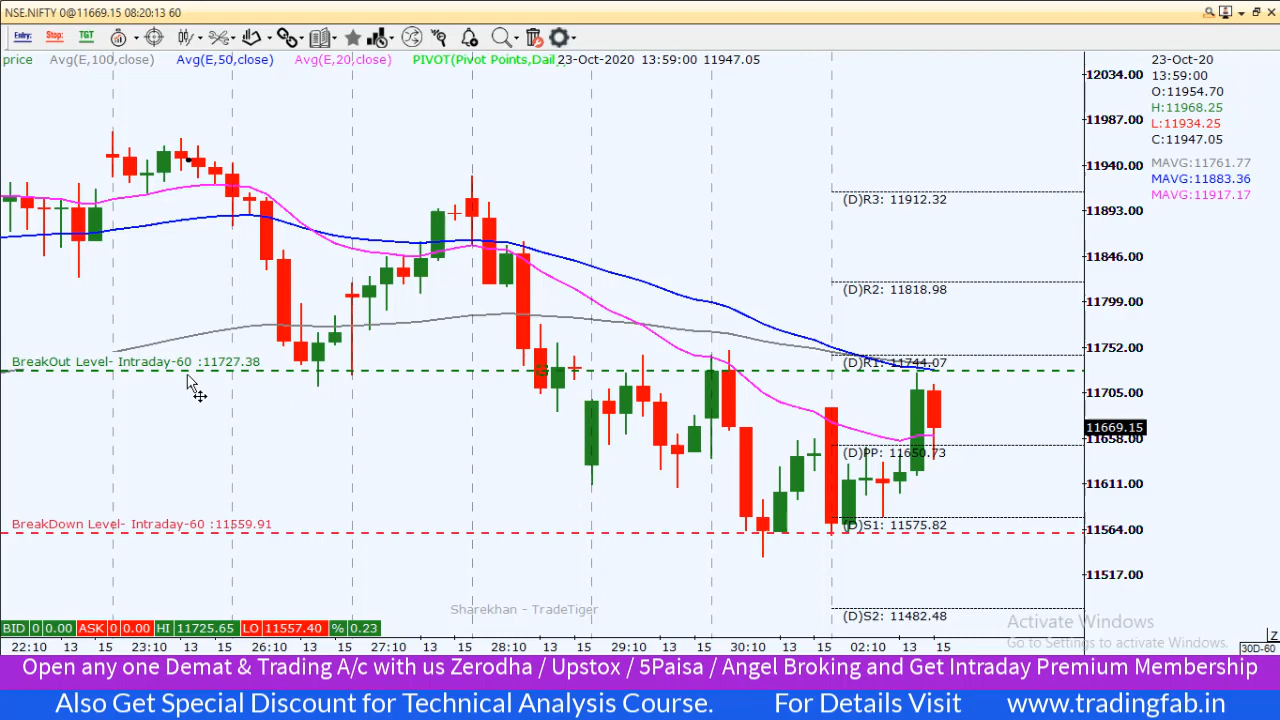 NSE.NIFTY 0@11669.15 08:20:13 60
Entry: Stop: TGT
price Avg(E,100,close) Avg(E,50,close) Avg(E,20,close) PIVOT(Pivot Points,Dail 23-Oct-2020 13:59:00 11947.05
23-Oct-20
13:59:00
O:11954.70
H:11968.25
L:11934.25
C:11947.05
MAVG:11761.77
MAVG:11883.36
MAVG:11917.17
12034.00
11987.00
11940.00
11893.00
11846.00
11799.00
11752.00
11705.00
11669.15
11658.00
11611.00
11564.00
11517.00
(D)R3: 11912.32
(D)R2: 11818.98
(D)R1: 11744.07
(D)PP: 11650.73
(D)S1: 11575.82
(D)S2: 11482.48
BreakOut Level- Intraday-60 :11727.38
BreakDown Level- Intraday-60 :11559.91
Sharekhan - TradeTiger
Activate Windows
Go to Settings to activate Windows.
BID 0 0.00 ASK 0 0.00 HI 11725.65 LO 11557.40 % 0.23
Z
22:10 13 15 23:10 13 15 26:10 13 15 27:10 13 15 28:10 13 15 29:10 13 15 30:10 13 15 02:10 13 15 30D-60
Open any one Demat & Trading A/c with us Zerodha / Upstox / 5Paisa / Angel Broking and Get Intraday Premium Membership
Also Get Special Discount for Technical Analysis Course. For Details Visit www.tradingfab.in